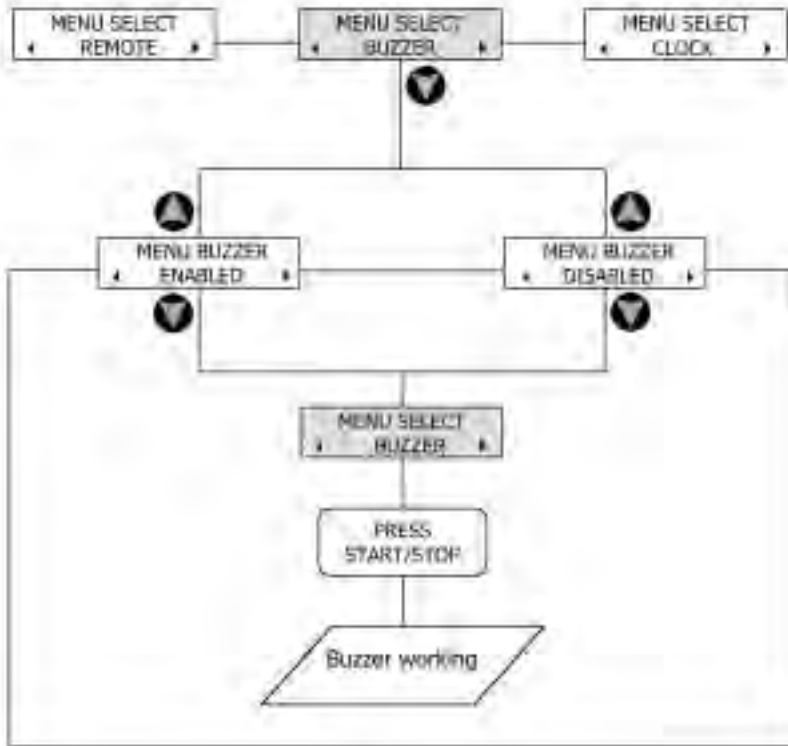 MENU SELECT
REMOTE
MENU SELECT
BUZZER
MENU SELECT
CLOCK
MENU BUZZER
ENABLED
MENU BUZZER
DISABLED
MENU SELECT
BUZZER
PRESS
START/STOP
Buzzer working